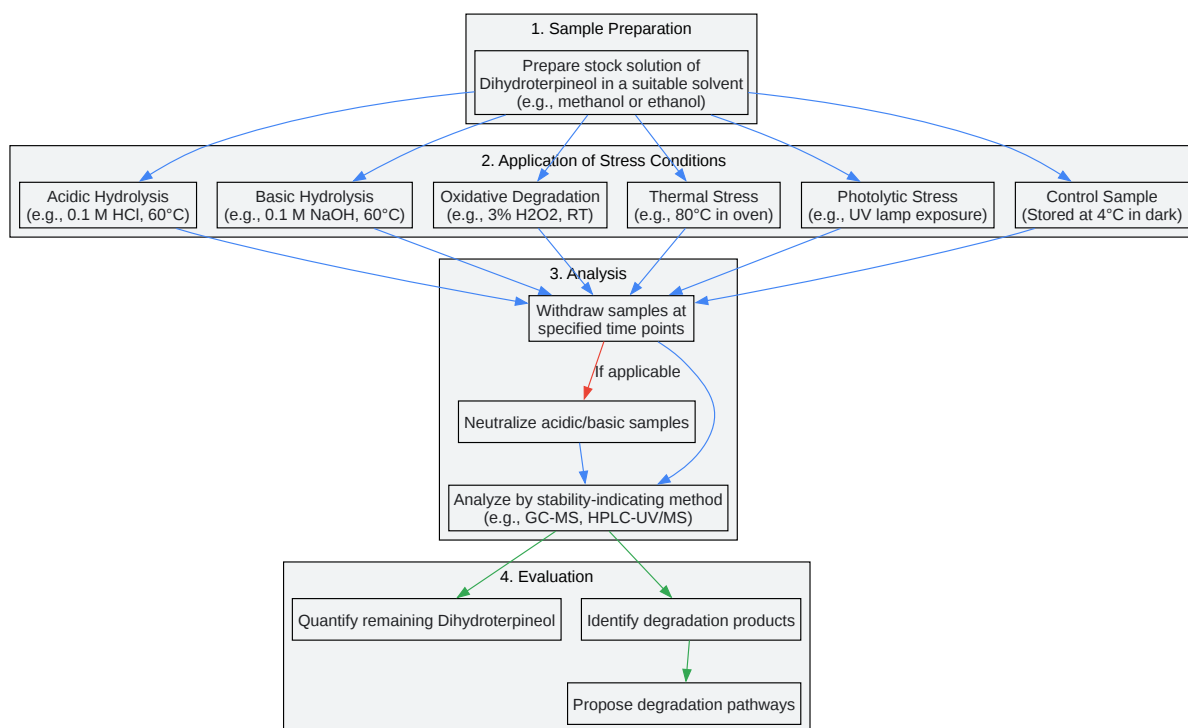 1. Sample Preparation
Prepare stock solution of
Dihydroterpineol in a suitable solvent
(e.g., methanol or ethanol)
2. Application of Stress Conditions
Acidic Hydrolysis
(e.g., 0.1 M HCl, 60°C)
Basic Hydrolysis
(e.g., 0.1 M NaOH, 60°C)
Oxidative Degradation
(e.g., 3% H2O2, RT)
Thermal Stress
(e.g., 80°C in oven)
Photolytic Stress
(e.g., UV lamp exposure)
Control Sample
(Stored at 4°C in dark)
3. Analysis
Withdraw samples at
specified time points
If applicable
Neutralize acidic/basic samples
Analyze by stability-indicating method
(e.g., GC-MS, HPLC-UV/MS)
4. Evaluation
Quantify remaining Dihydroterpineol
Identify degradation products
Propose degradation pathways